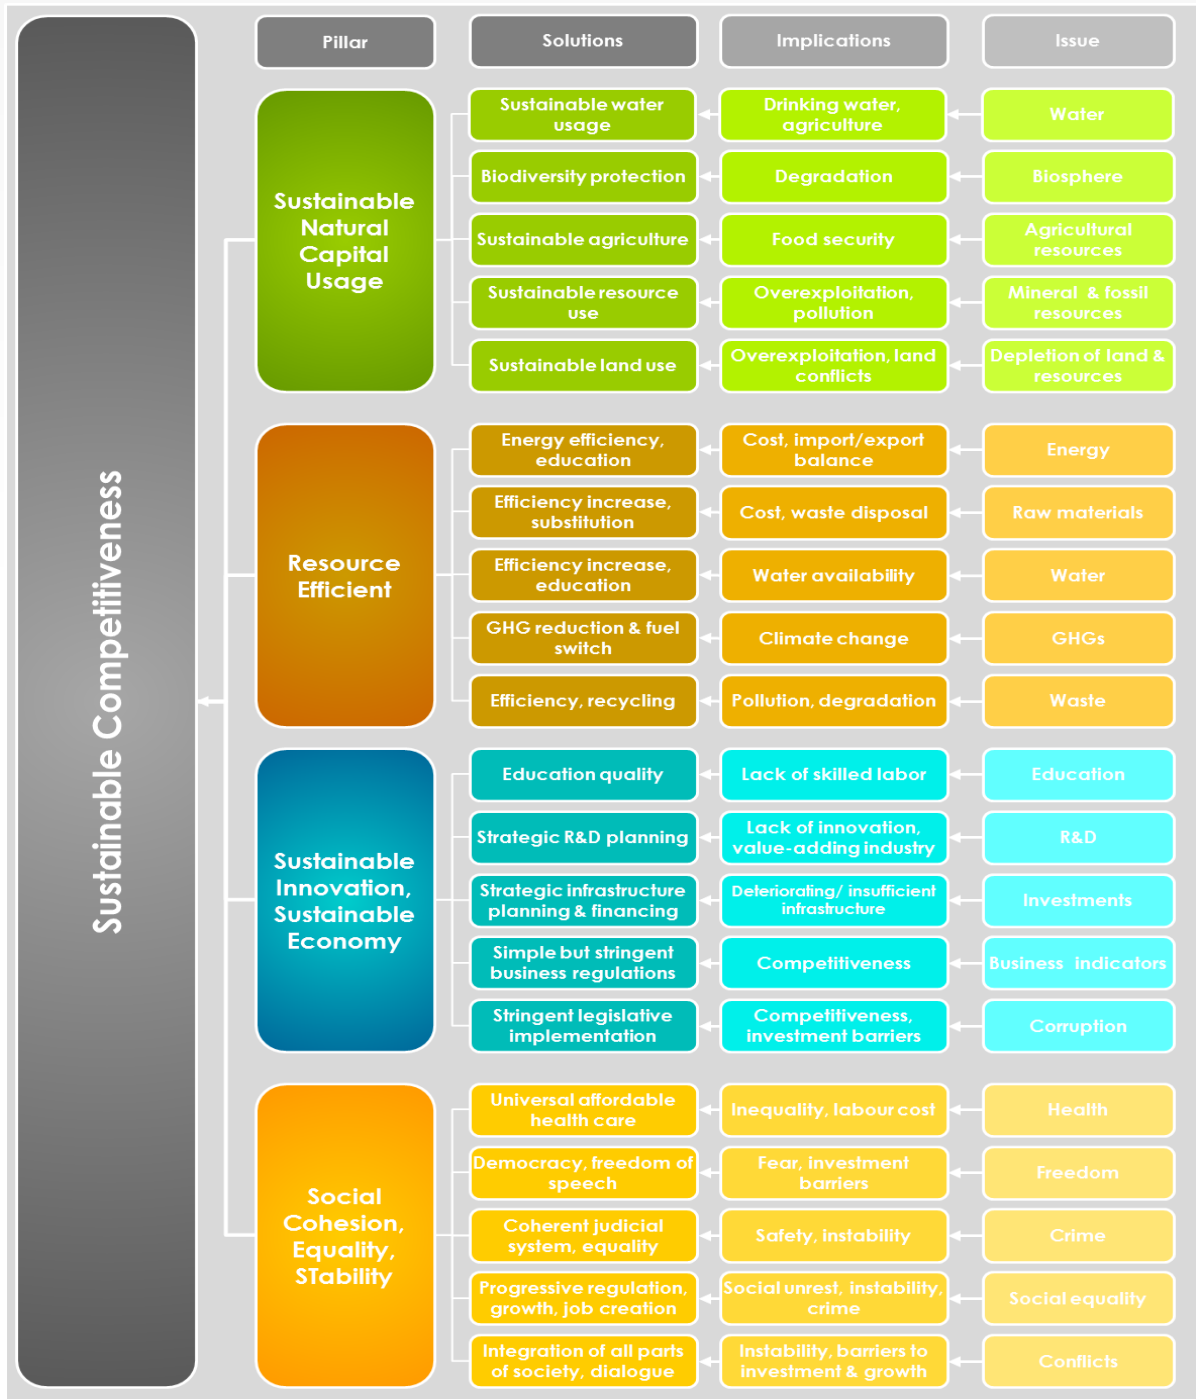 Pillar
Solutions
Implications
Issue
Sustainable Competitiveness
Sustainable
Natural
Capital
Usage
Sustainable water
usage
Drinking water,
agriculture
Water
Biodiversity protection
Degradation
Biosphere
Sustainable agriculture
Food security
Agricultural
resources
Sustainable resource
use
Overexploitation,
pollution
Mineral & fossil
resources
Sustainable land use
Overexploitation, land
conflicts
Depletion of land &
resources
Resource
Efficient
Energy efficiency,
education
Cost, import/export
balance
Energy
Efficiency increase,
substitution
Cost, waste disposal
Raw materials
Efficiency increase,
education
Water availability
Water
GHG reduction & fuel
switch
Climate change
GHGs
Efficiency, recycling
Pollution, degradation
Waste
Sustainable
Innovation,
Sustainable
Economy
Education quality
Lack of skilled labor
Education
Strategic R&D planning
Lack of innovation,
value-adding industry
R&D
Strategic infrastructure
planning & financing
Deteriorating/ insufficient
infrastructure
Investments
Simple but stringent
business regulations
Competitiveness
Business indicators
Stringent legislative
implementation
Competitiveness,
investment barriers
Corruption
Social
Cohesion,
Equality,
STability
Universal affordable
health care
Inequality, labour cost
Health
Democracy, freedom of
speech
Fear, investment
barriers
Freedom
Coherent judicial
system, equality
Safety, instability
Crime
Progressive regulation,
growth, job creation
Social unrest, instability,
crime
Social equality
Integration of all parts
of society, dialogue
Instability, barriers to
investment & growth
Conflicts